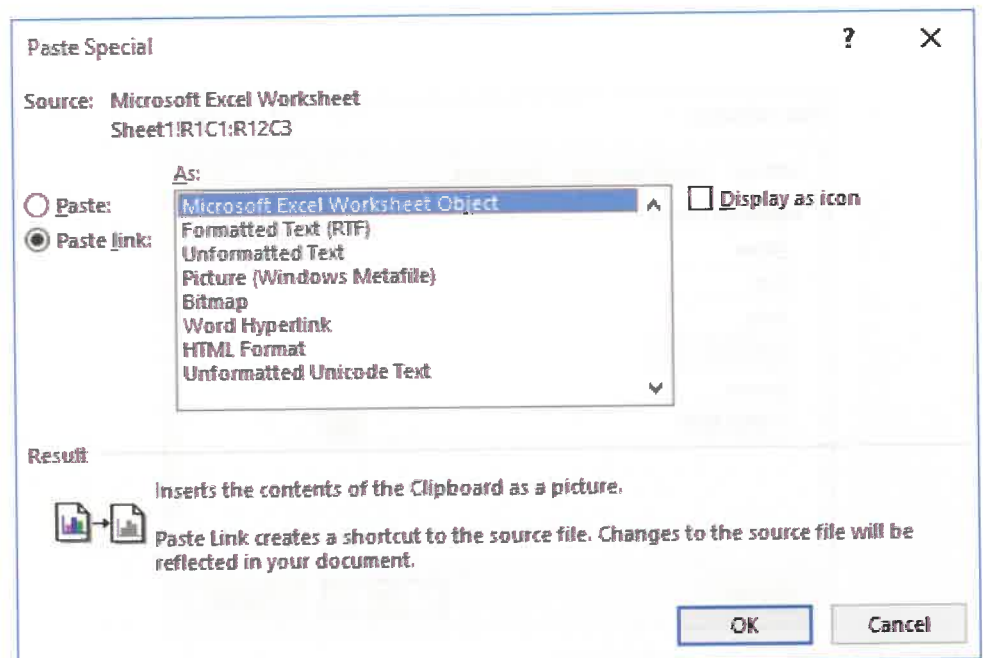 Paste Special
?
Source: Microsoft Excel Worksheet
Sheet1!R1C1:R12C3
As:
Paste:
Paste link:
Microsoft Excel Worksheet Object
Formatted Text (RTF)
Unformatted Text
Picture (Windows Metafile)
Bitmap
Word Hyperlink
HTML Format
Unformatted Unicode Text
Display as icon
Result
Inserts the contents of the Clipboard as a picture.
Paste Link creates a shortcut to the source file. Changes to the source file will be
reflected in your document.
OK
Cancel